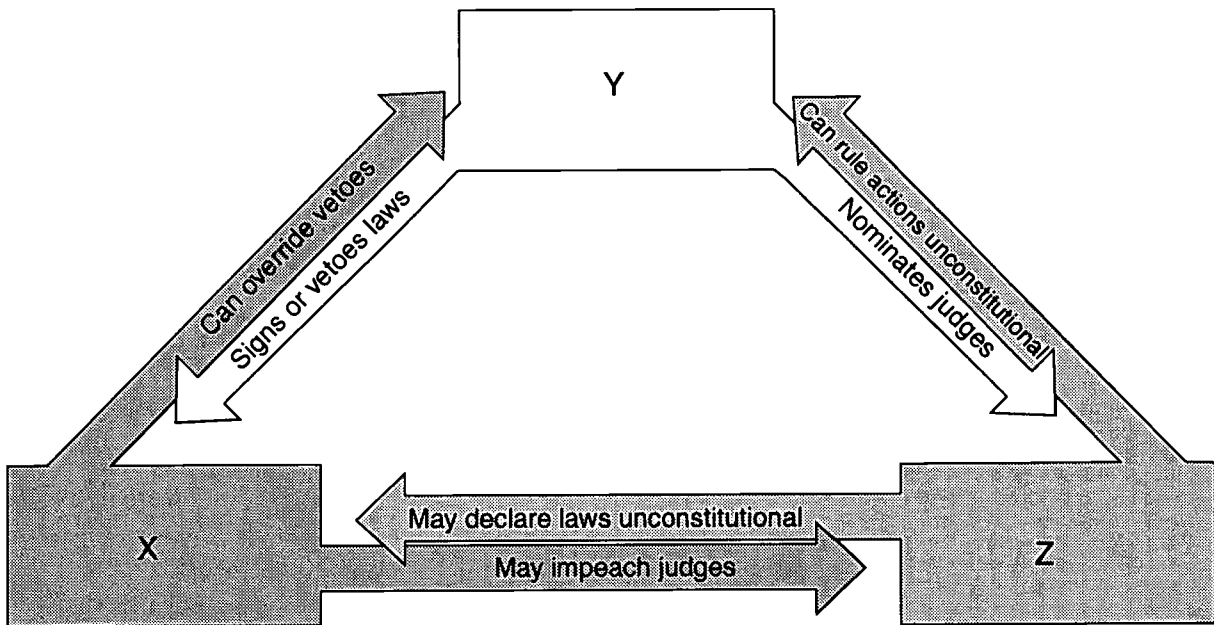 Y
Can override vetoes
Signs or vetoes laws
Can rule actions unconstitutional
Nominates judges
X
May declare laws unconstitutional
May impeach judges
Z